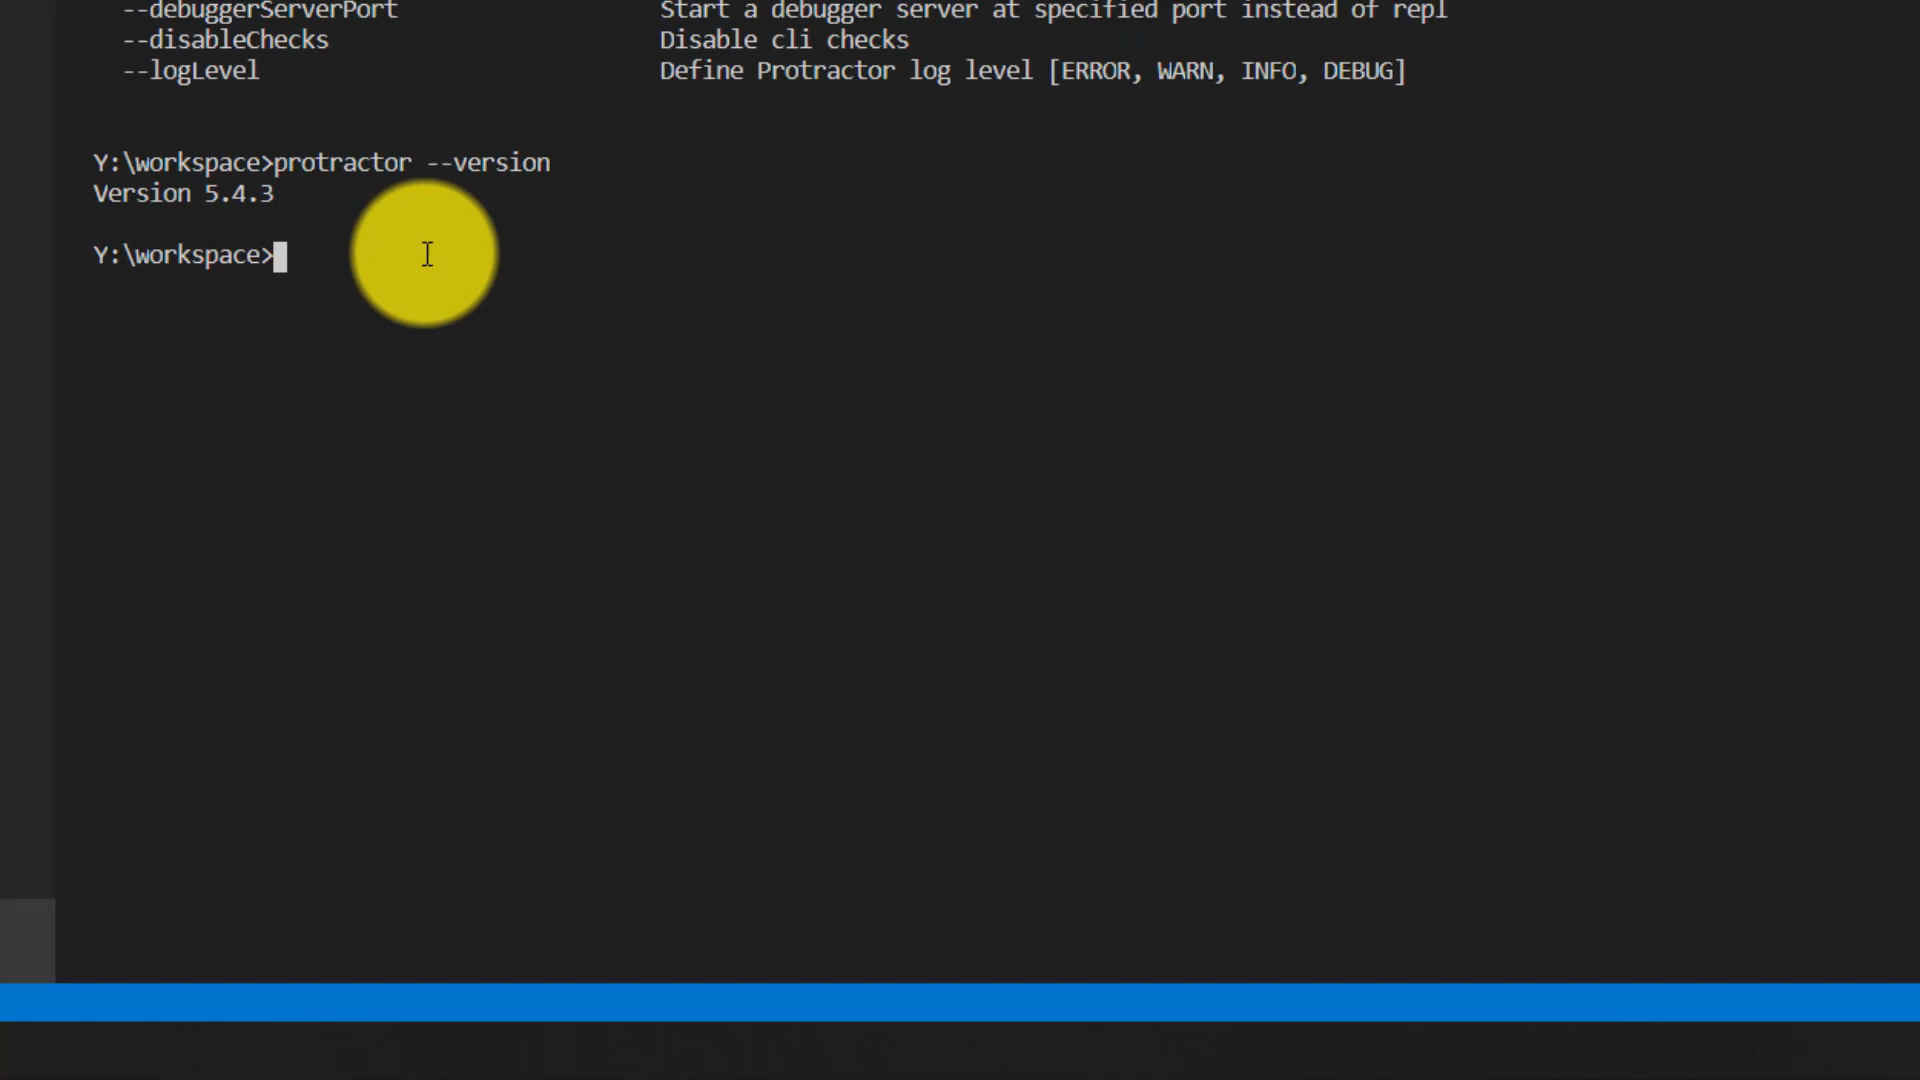 --debuggerServerPort Start a debugger server at specified port instead of repl
--disableChecks Disable cli checks
--logLevel Define Protractor log level [ERROR, WARN, INFO, DEBUG]
Y:\workspace>protractor --version
Version 5.4.3
Y:\workspace>